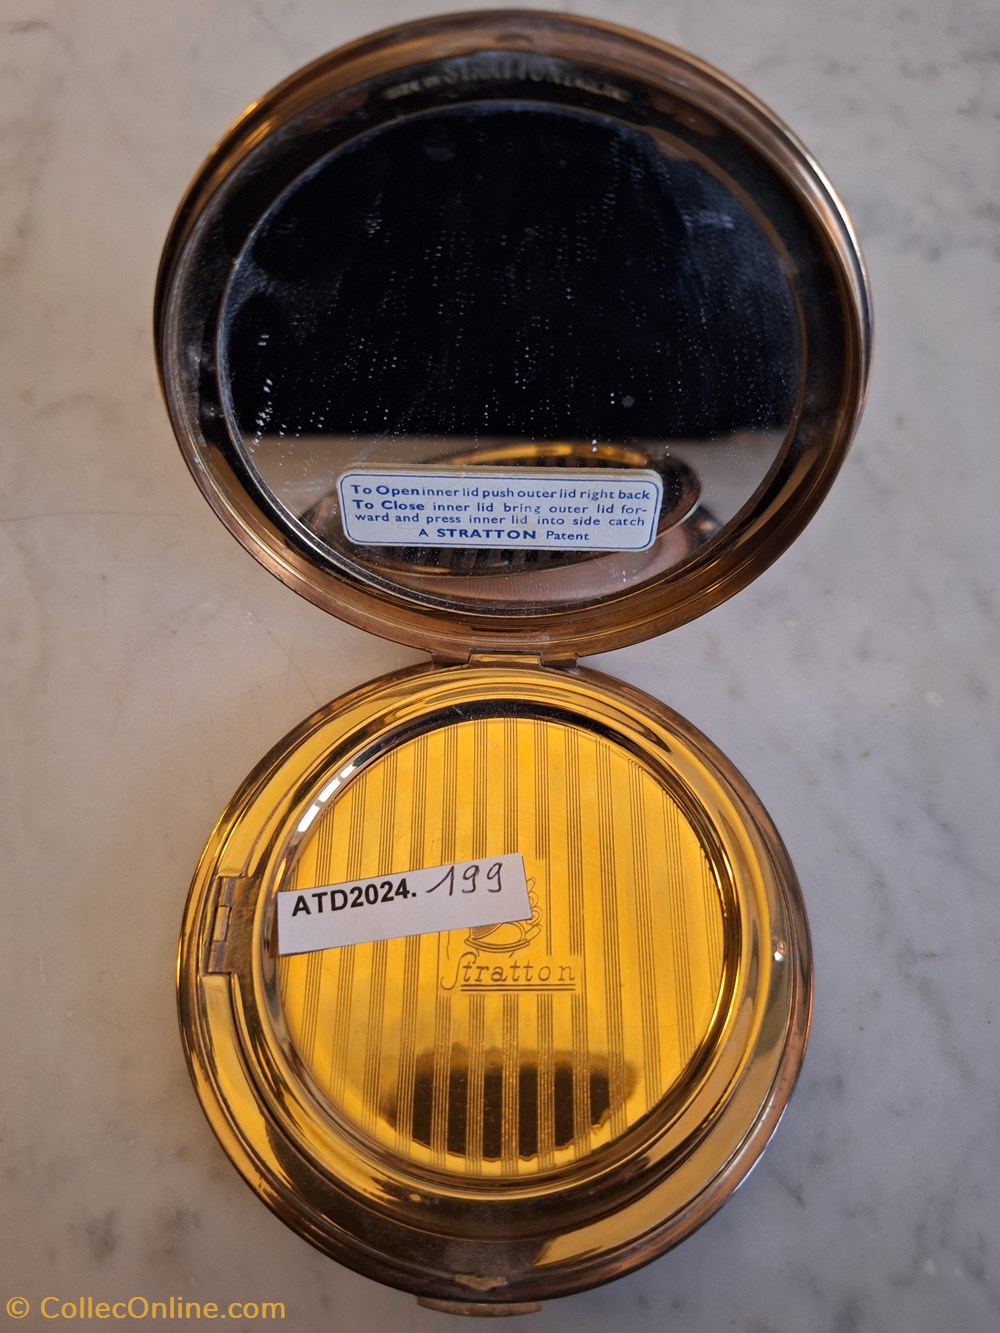 STRATTON
To Open inner lid push outer lid right back
To Close inner lid bring outer lid for-
ward and press inner lid into side catch
A STRATTON Patent
ATD2024. 199
Stratton
© CollecOnline.com